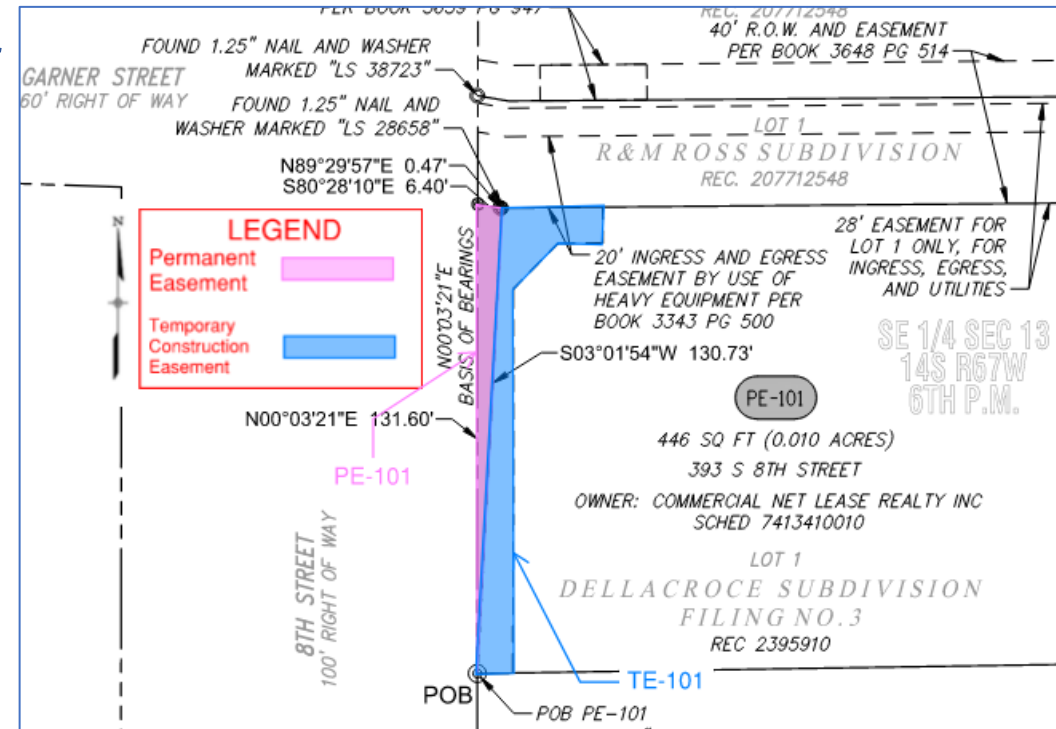 PER BOOK 3659 PG 947
REC. 207712548
40' R.O.W. AND EASEMENT
PER BOOK 3648 PG 514
FOUND 1.25" NAIL AND WASHER
MARKED "LS 38723"
GARNER STREET
60' RIGHT OF WAY
FOUND 1.25" NAIL AND
WASHER MARKED "LS 28658"
LOT 1
R&M ROSS SUBDIVISION
REC. 207712548
N89°29'57"E 0.47'
S80°28'10"E 6.40'
N
LEGEND
Permanent
Easement
Temporary
Construction
Easement
N00°03'21"E
BASIS OF BEARINGS
20' INGRESS AND EGRESS
EASEMENT BY USE OF
HEAVY EQUIPMENT PER
BOOK 3343 PG 500
28' EASEMENT FOR
LOT 1 ONLY, FOR
INGRESS, EGRESS,
AND UTILITIES
S03°01'54"W 130.73'
SE 1/4 SEC 13
14S R67W
6TH P.M.
N00°03'21"E 131.60'
PE-101
PE-101
446 SQ FT (0.010 ACRES)
393 S 8TH STREET
OWNER: COMMERCIAL NET LEASE REALTY INC
SCHED 7413410010
8TH STREET
100' RIGHT OF WAY
LOT 1
DELLACROCE SUBDIVISION
FILING NO.3
REC 2395910
TE-101
POB
POB PE-101